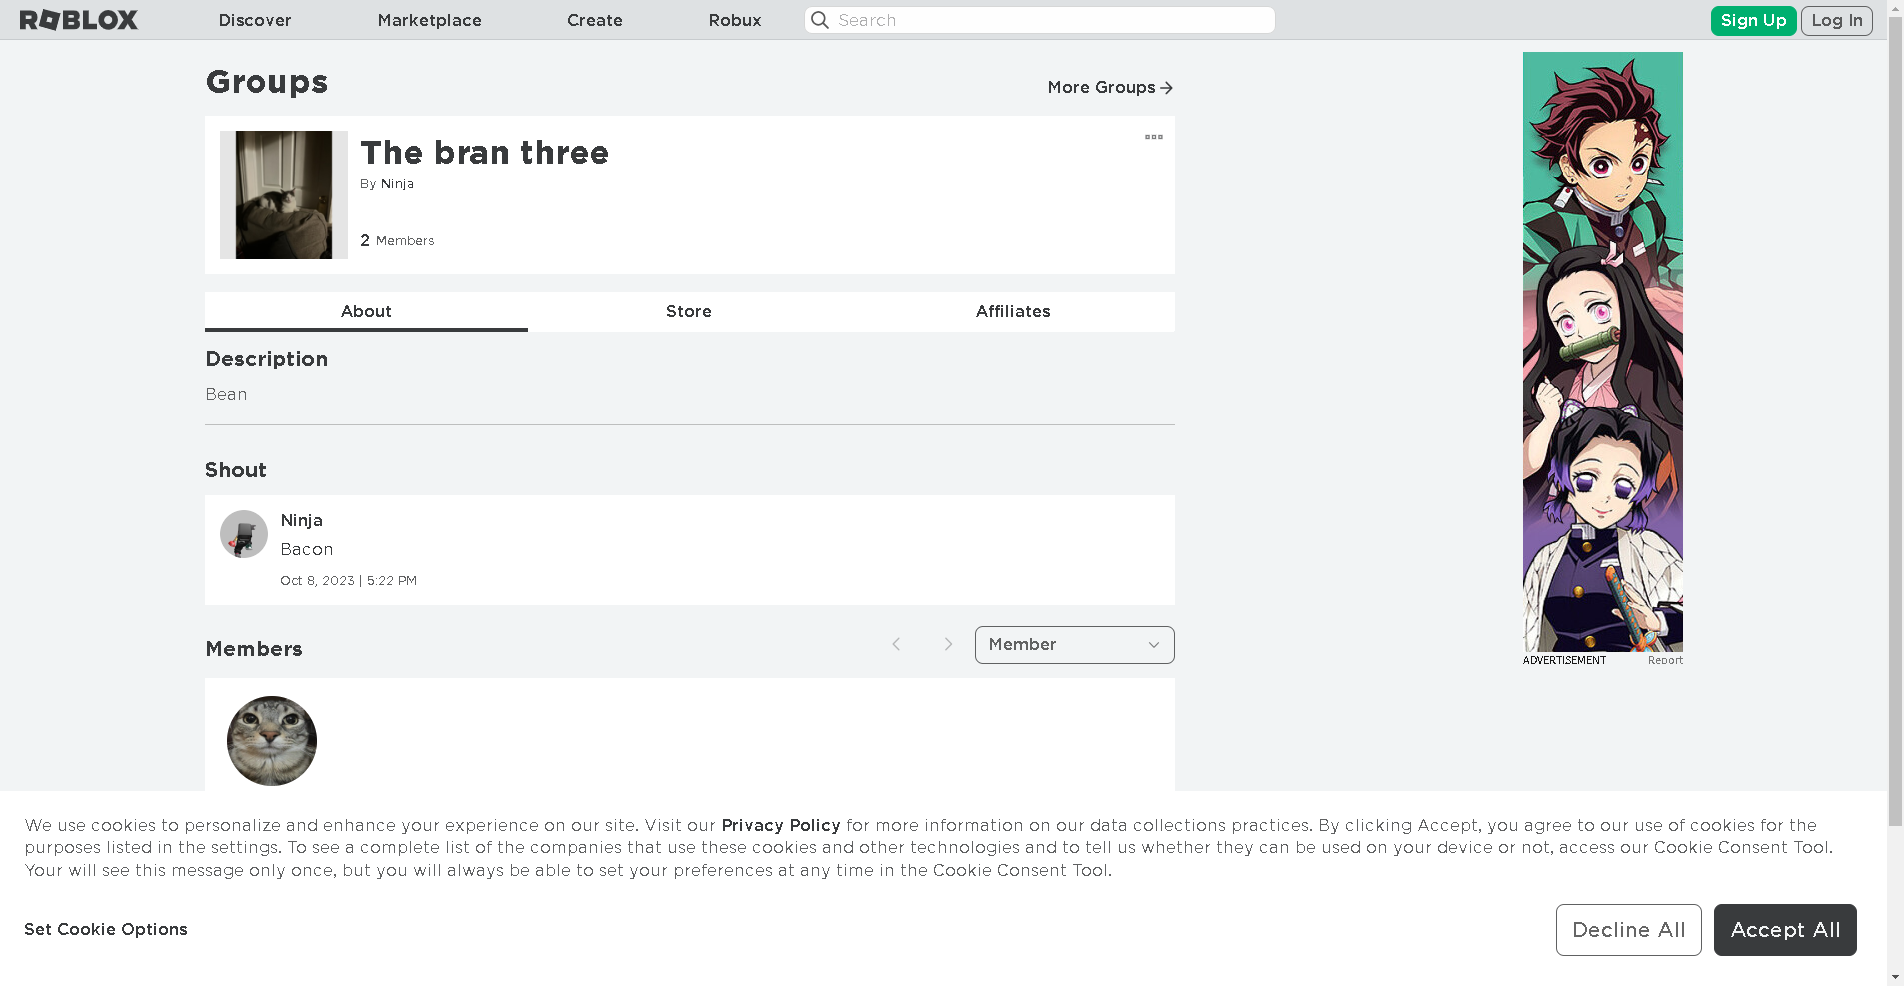 ROBLOX
Discover
Marketplace
Create
Robux
Search
Sign Up
Log In
Groups
More Groups
The bran three
By Ninja
2 Members
About
Store
Affiliates
Description
Bean
Shout
Ninja
Bacon
Oct 8, 2023 | 5:22 PM
Members
Member
ADVERTISEMENT
Report
We use cookies to personalize and enhance your experience on our site. Visit our Privacy Policy for more information on our data collections practices. By clicking Accept, you agree to our use of cookies for the
purposes listed in the settings. To see a complete list of the companies that use these cookies and other technologies and to tell us whether they can be used on your device or not, access our Cookie Consent Tool.
Your will see this message only once, but you will always be able to set your preferences at any time in the Cookie Consent Tool.
Set Cookie Options
Decline All
Accept All